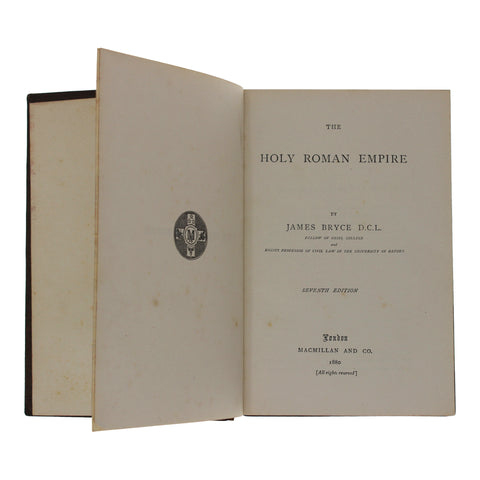 THE
HOLY ROMAN EMPIRE
BY
JAMES BRYCE D.C.L.
FELLOW OF ORIEL COLLEGE
and
REGIUS PROFESSOR OF CIVIL LAW IN THE UNIVERSITY OF OXFORD
SEVENTH EDITION
London
MACMILLAN AND CO.
1880
[All rights reserved]